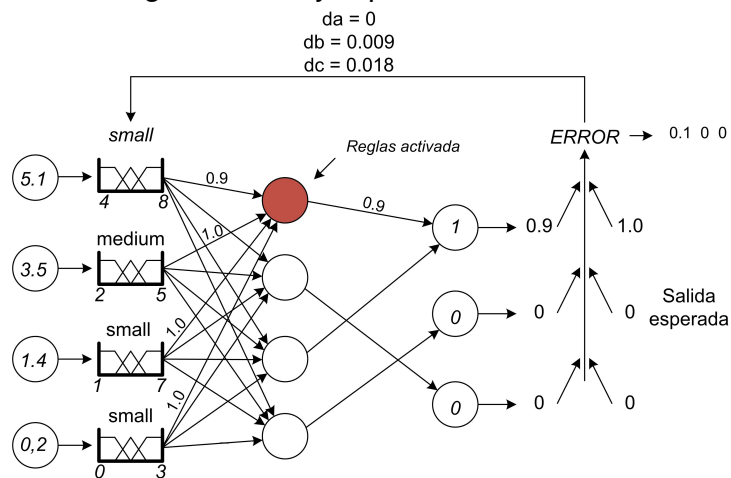 da = 0
db = 0.009
dc = 0.018
small
ERROR
0.1 0 0
Reglas activada
5.1
4 8
0.9
0.9
1
0.9
1.0
medium
1.0
3.5
2 5
0
0
0
Salida
esperada
small
1.0
1.4
1 7
0
0
0
small
1.0
0,2
0 3